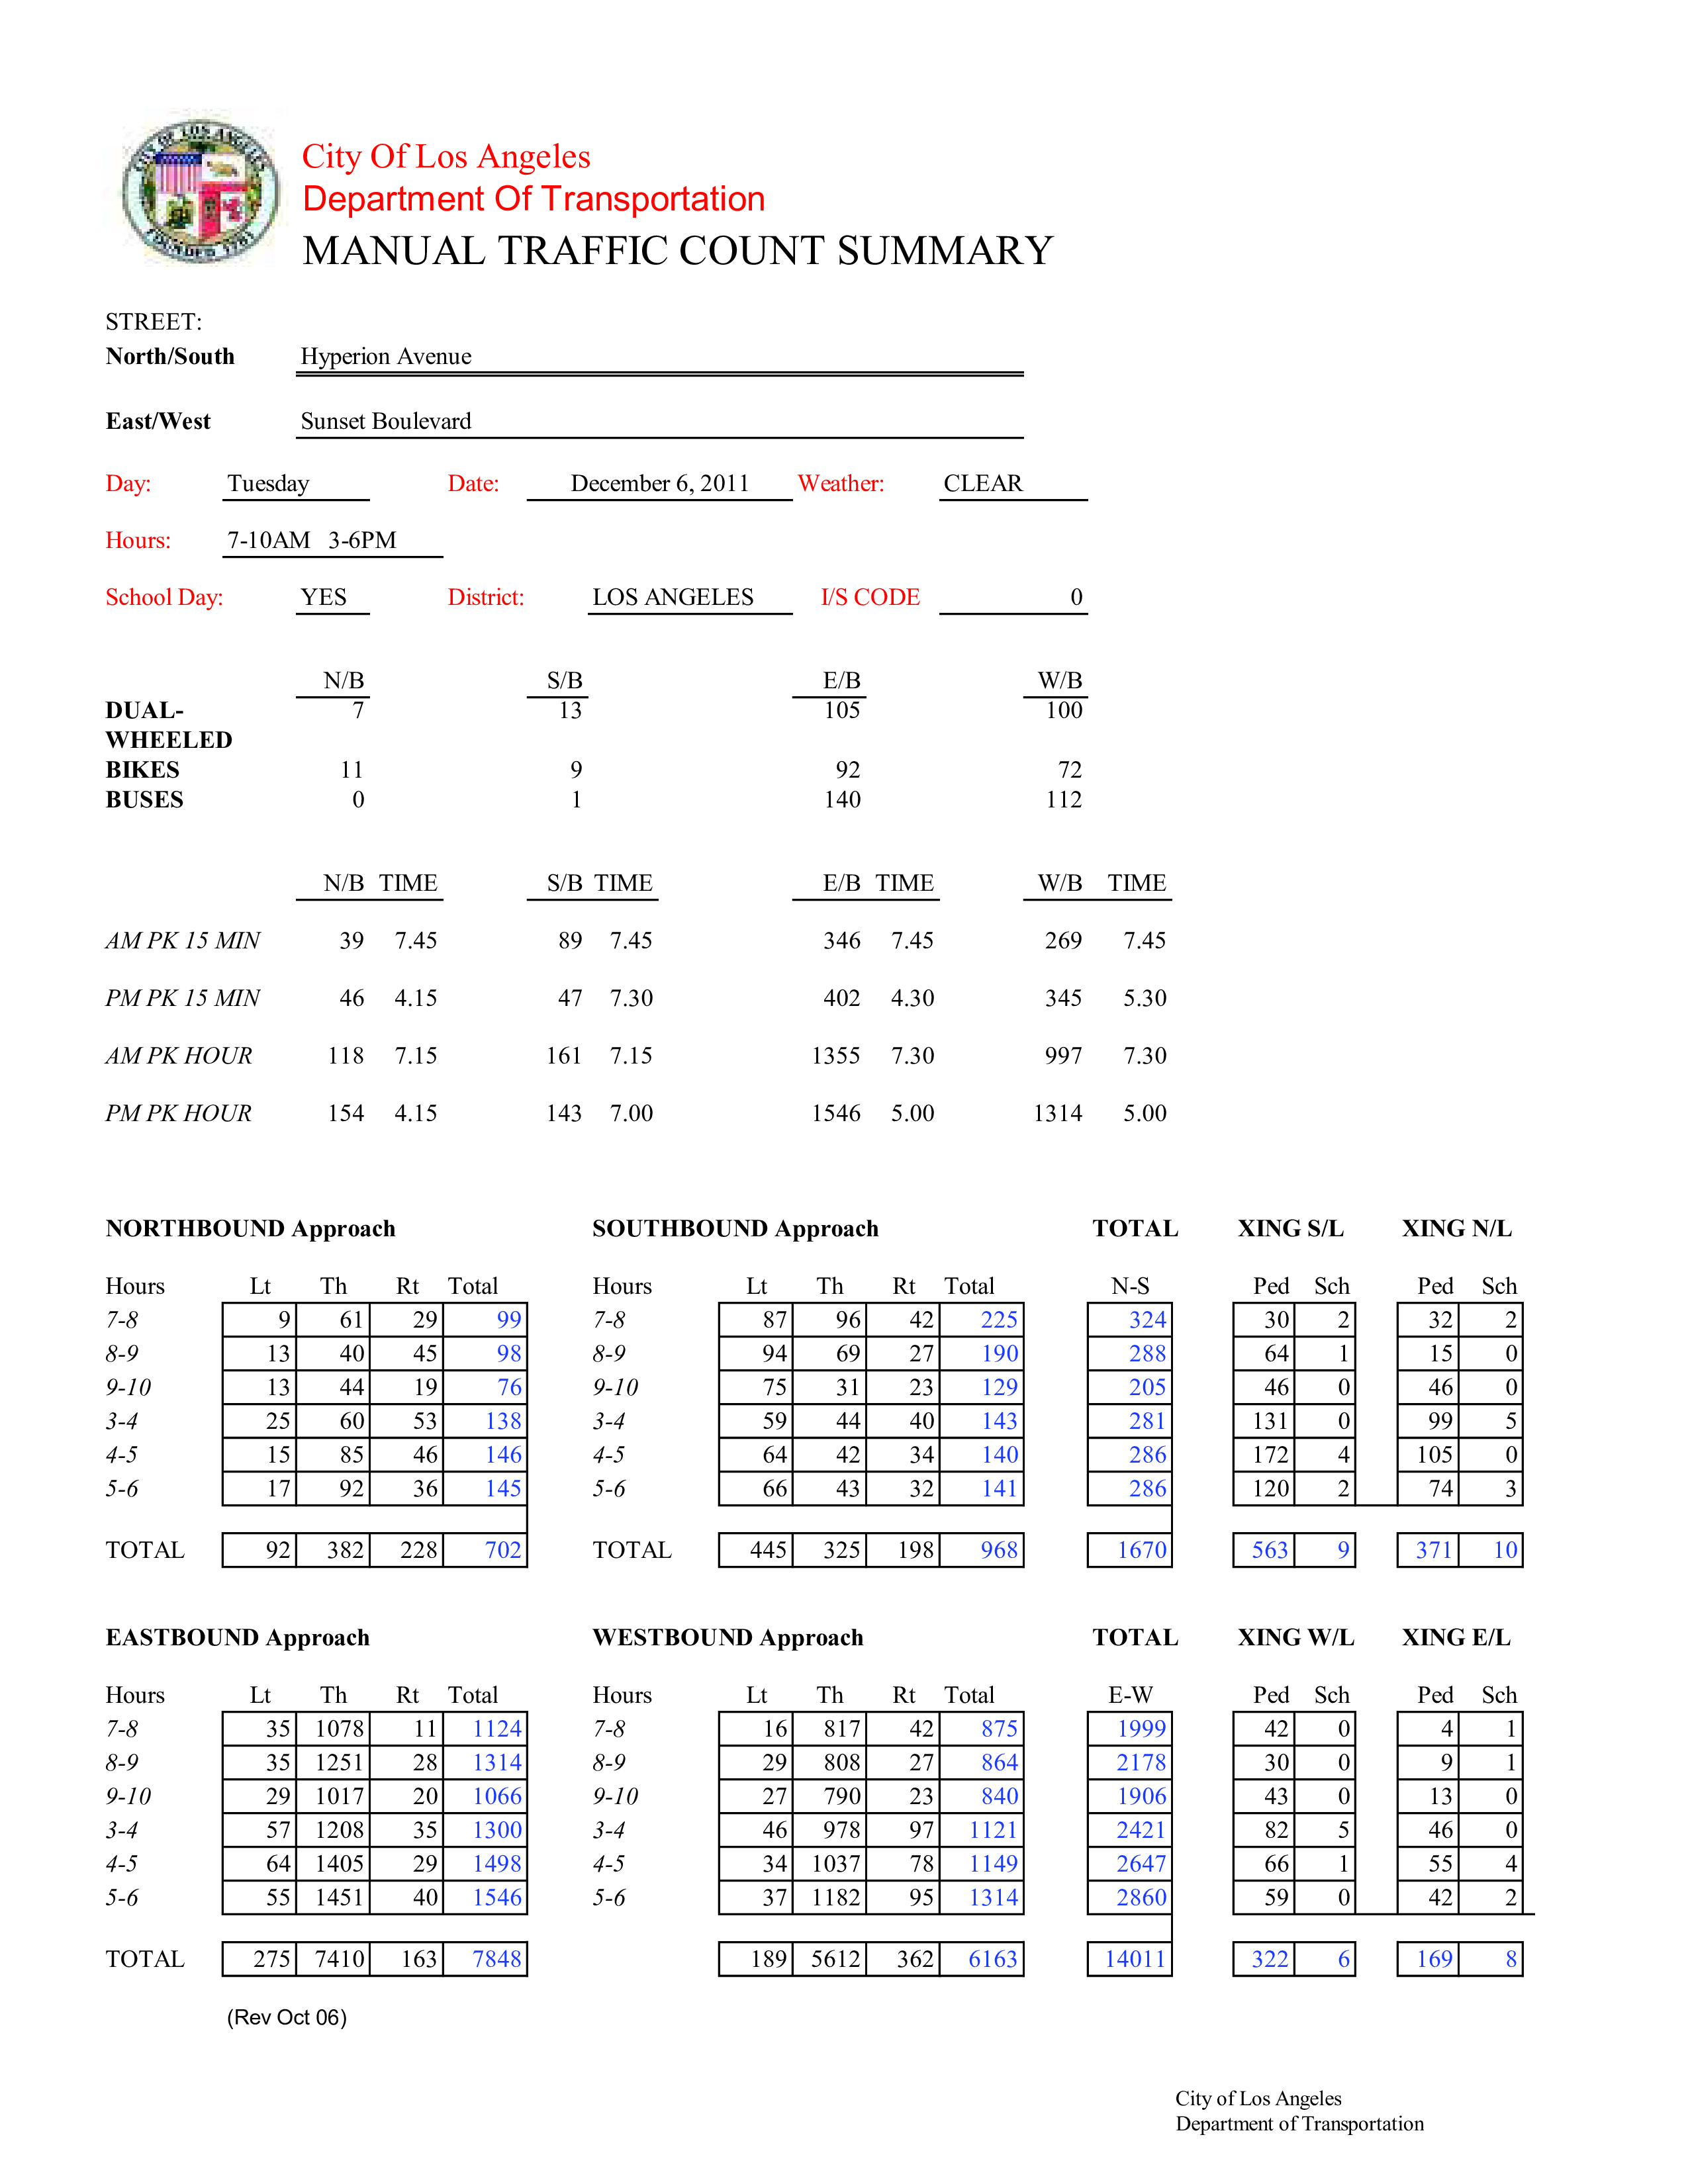 City Of Los Angeles
Department Of Transportation
MANUAL TRAFFIC COUNT SUMMARY
STREET:
North/South Hyperion Avenue
East/West Sunset Boulevard
Day: Tuesday Date: December 6, 2011 Weather: CLEAR
Hours: 7-10AM 3-6PM
School Day: YES District: LOS ANGELES I/S CODE 0
N/B S/B E/B W/B
DUAL- 7 13 105 100
WHEELED
BIKES 11 9 92 72
BUSES 0 1 140 112
N/B TIME S/B TIME E/B TIME W/B TIME
AM PK 15 MIN 39 7.45 89 7.45 346 7.45 269 7.45
PM PK 15 MIN 46 4.15 47 7.30 402 4.30 345 5.30
AM PK HOUR 118 7.15 161 7.15 1355 7.30 997 7.30
PM PK HOUR 154 4.15 143 7.00 1546 5.00 1314 5.00
NORTHBOUND Approach SOUTHBOUND Approach TOTAL XING S/L XING N/L
Hours Lt Th Rt Total Hours Lt Th Rt Total N-S Ped Sch Ped Sch
7-8 9 61 29 99 7-8 87 96 42 225 324 30 2 32 2
8-9 13 40 45 98 8-9 94 69 27 190 288 64 1 15 0
9-10 13 44 19 76 9-10 75 31 23 129 205 46 0 46 0
3-4 25 60 53 138 3-4 59 44 40 143 281 131 0 99 5
4-5 15 85 46 146 4-5 64 42 34 140 286 172 4 105 0
5-6 17 92 36 145 5-6 66 43 32 141 286 120 2 74 3
TOTAL 92 382 228 702 TOTAL 445 325 198 968 1670 563 9 371 10
EASTBOUND Approach WESTBOUND Approach TOTAL XING W/L XING E/L
Hours Lt Th Rt Total Hours Lt Th Rt Total E-W Ped Sch Ped Sch
7-8 35 1078 11 1124 7-8 16 817 42 875 1999 42 0 4 1
8-9 35 1251 28 1314 8-9 29 808 27 864 2178 30 0 9 1
9-10 29 1017 20 1066 9-10 27 790 23 840 1906 43 0 13 0
3-4 57 1208 35 1300 3-4 46 978 97 1121 2421 82 5 46 0
4-5 64 1405 29 1498 4-5 34 1037 78 1149 2647 66 1 55 4
5-6 55 1451 40 1546 5-6 37 1182 95 1314 2860 59 0 42 2
TOTAL 275 7410 163 7848 189 5612 362 6163 14011 322 6 169 8
(Rev Oct 06)
City of Los Angeles
Department of Transportation